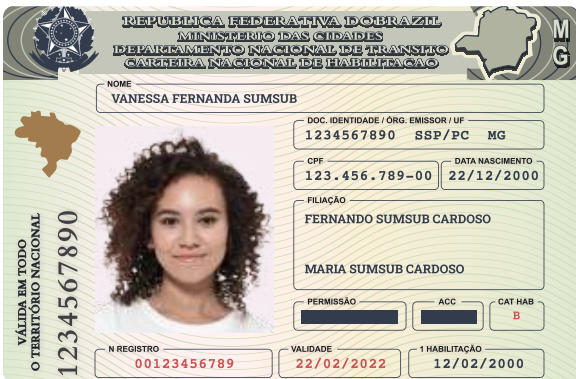 REPUBLICA FEDERATIVA DOBRAZIL
MINISTERIO DAS CIDADES
DEPARTAMENTO NACIONAL DE TRANSITO
CARTEIRA NACIONAL DE HABILITAÇAO
MG
NOME
VANESSA FERNANDA SUMSUB
DOC. IDENTIDADE / ÓRG. EMISSOR / UF
1234567890 SSP/PC MG
CPF
123.456.789-00
DATA NASCIMENTO
22/12/2000
FILIAÇÃO
FERNANDO SUMSUB CARDOSO
MARIA SUMSUB CARDOSO
PERMISSÃO
ACC
CAT HAB
B
N REGISTRO
00123456789
VALIDADE
22/02/2022
1 HABILITAÇÃO
12/02/2000
VÁLIDA EM TODO
O TERRITÓRIO NACIONAL
1234567890